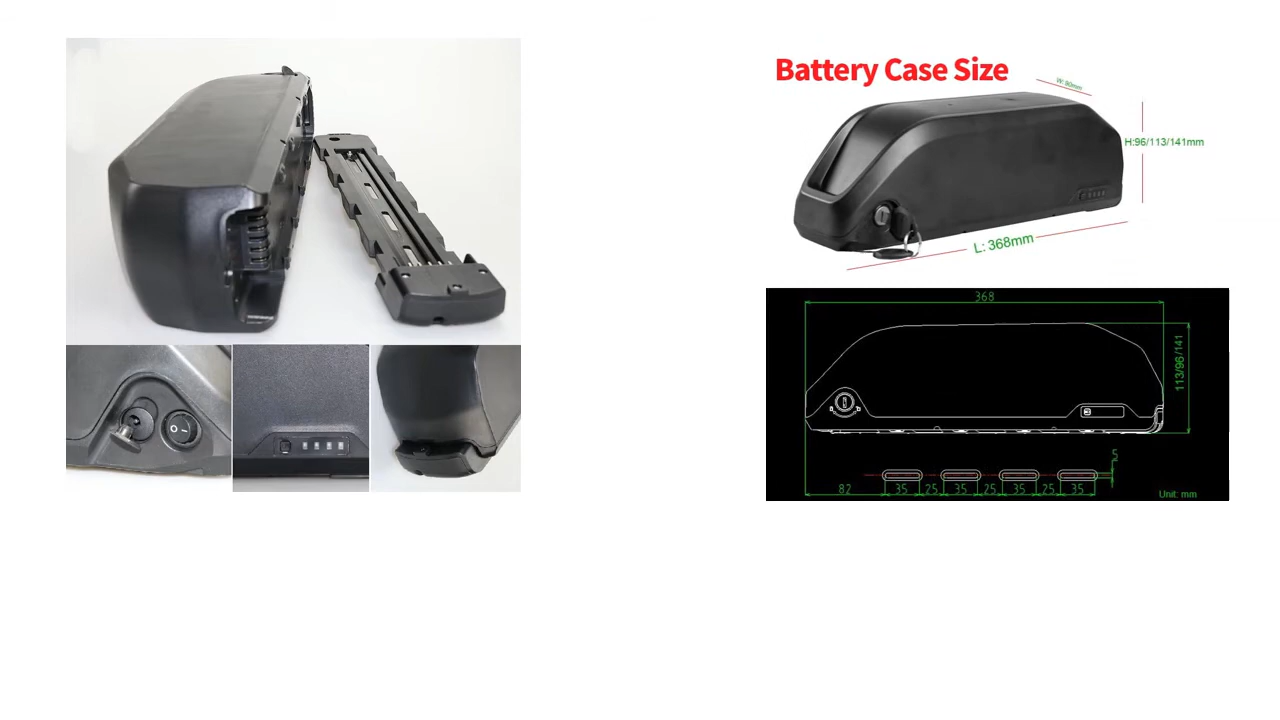 Battery Case Size
W: 90mm
H:96/113/141mm
L: 368mm
368
113/96/141
5
82
35
25
35
25
35
25
35
Unit: mm